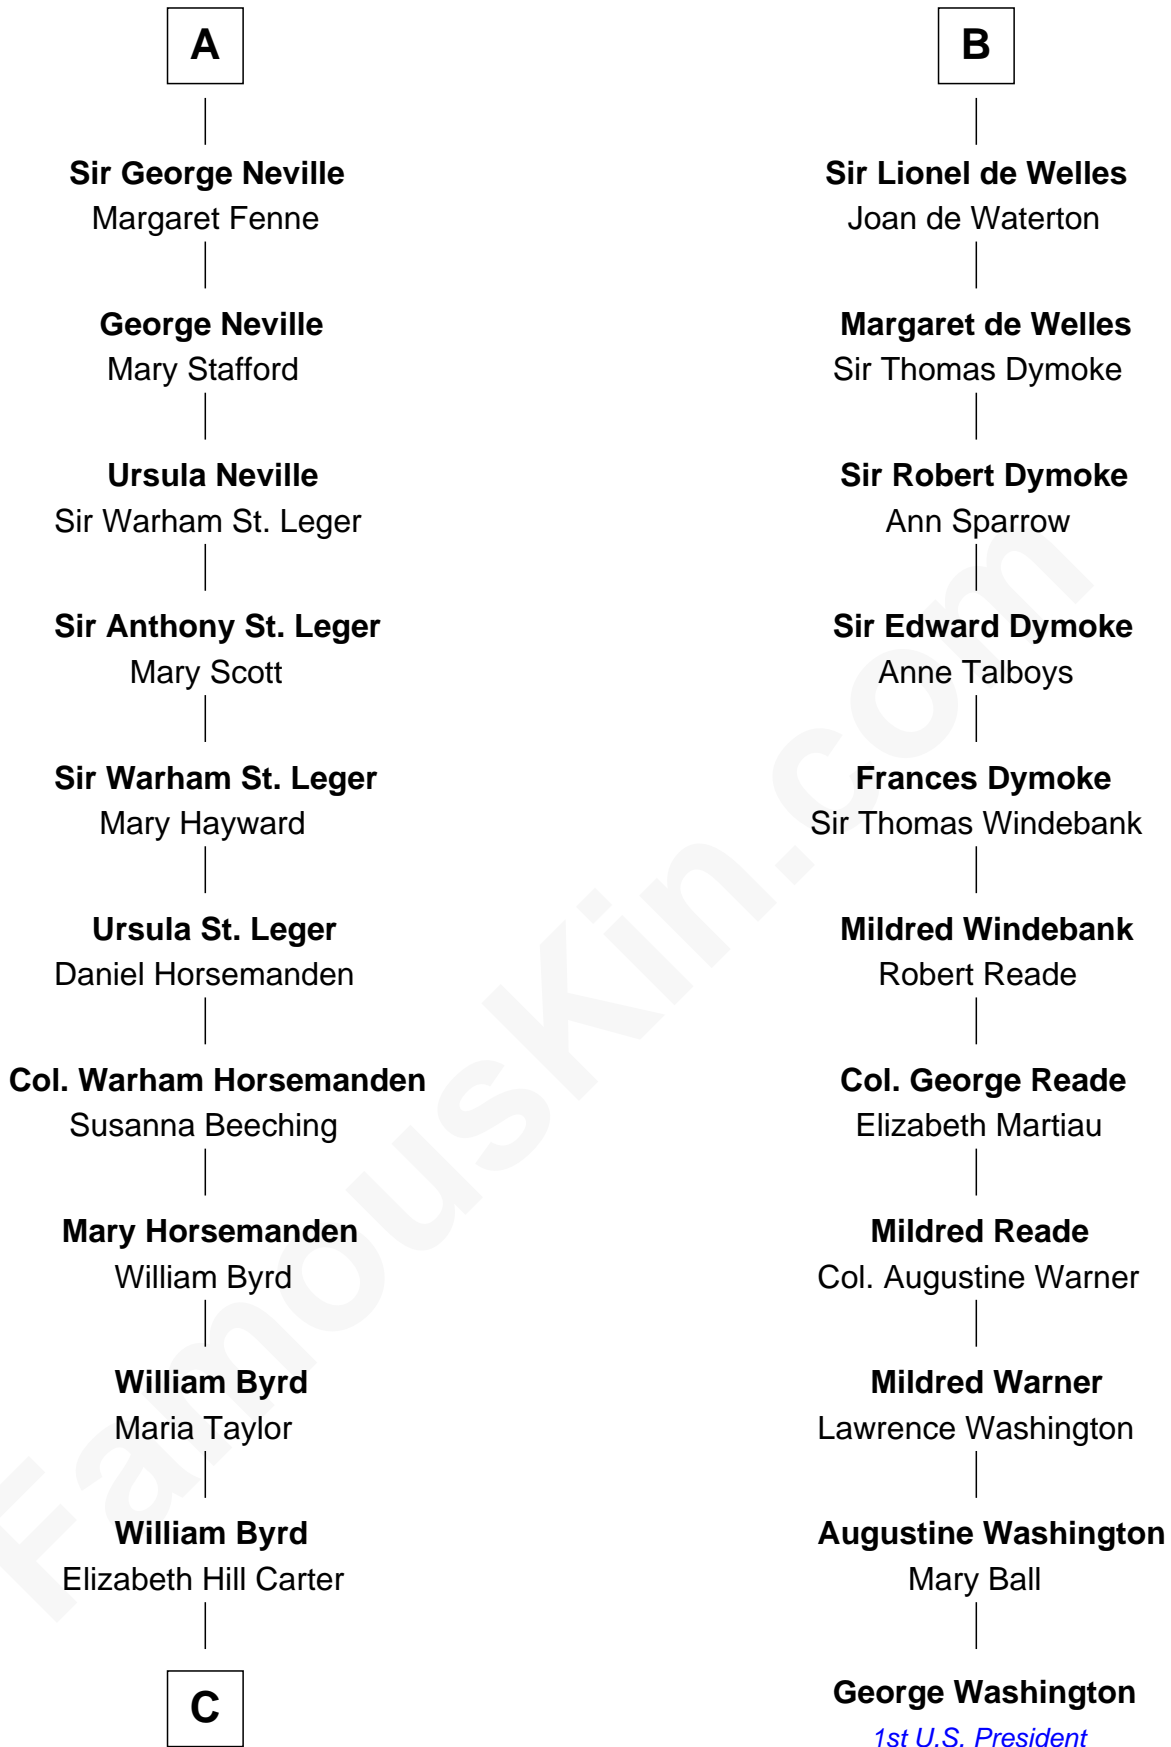 A
Sir George Neville
Margaret Fenne
George Neville
Mary Stafford
Ursula Neville
Sir Warham St. Leger
Sir Anthony St. Leger
Mary Scott
Sir Warham St. Leger
Mary Hayward
Ursula St. Leger
Daniel Horsemanden
Col. Warham Horsemanden
Susanna Beeching
Mary Horsemanden
William Byrd
William Byrd
Maria Taylor
William Byrd
Elizabeth Hill Carter
C
B
Sir Lionel de Welles
Joan de Waterton
Margaret de Welles
Sir Thomas Dymoke
Sir Robert Dymoke
Ann Sparrow
Sir Edward Dymoke
Anne Talboys
Frances Dymoke
Sir Thomas Windebank
Mildred Windebank
Robert Reade
Col. George Reade
Elizabeth Martiau
Mildred Reade
Col. Augustine Warner
Mildred Warner
Lawrence Washington
Augustine Washington
Mary Ball
George Washington
1st U.S. President
FamousKin.com